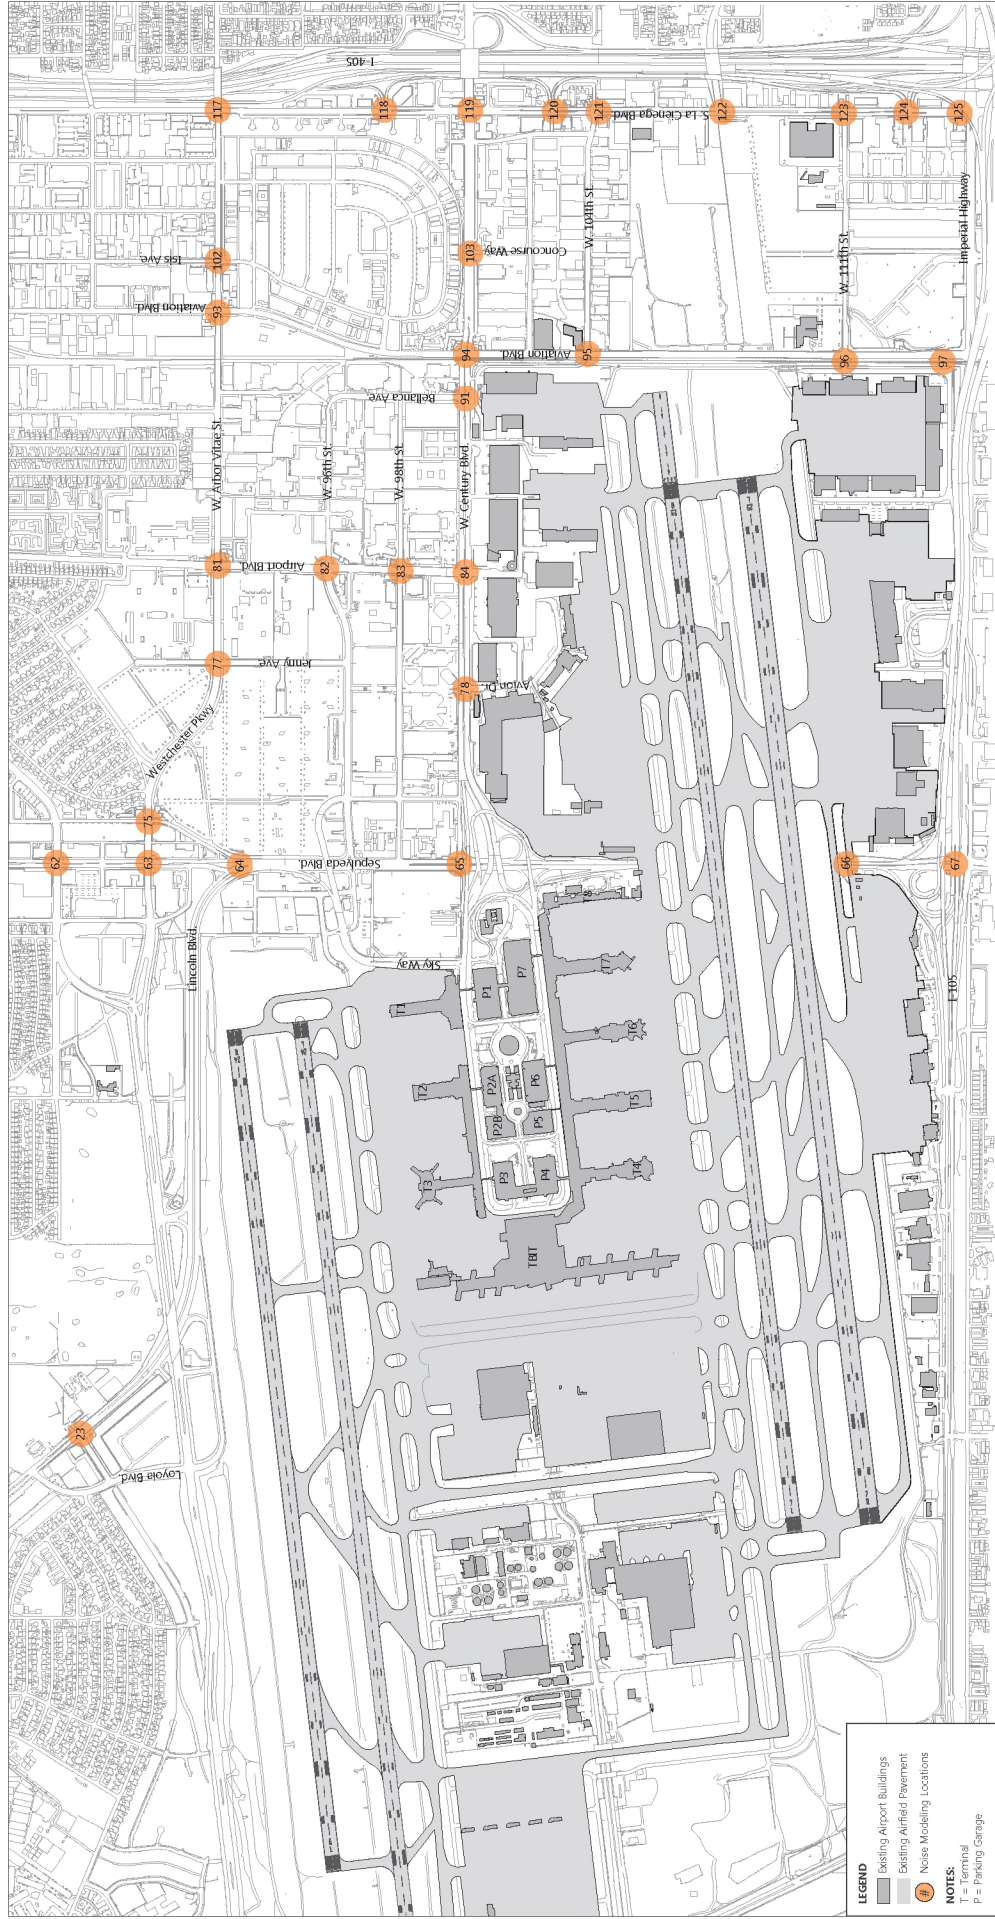 I-405
117
118
119
120
121
S. La Cienega Blvd.
122
123
124
125
Isis Ave.
102
Aviation Blvd.
93
103
Concourse Way
W. 104th St.
W. 111th St.
Imperial Highway
94
Aviation Blvd.
95
96
97
Bellanca Ave.
91
W. Arbor Vitae St.
W. 96th St.
W. 98th St.
W. Century Blvd.
81
Airport Blvd.
82
83
84
77
Jenny Ave.
78
Avion Dr.
Westchester Pkwy
75
62
63
64
Sepulveda Blvd.
65
66
67
Lincoln Blvd.
Sky Way
I-105
T1
P1
P7
T8
T7
T2
P2A
P2B
P6
P5
T6
T5
T3
P3
P4
T4
TBIT
23
Loyola Blvd.
LEGEND
Existing Airport Buildings
Existing Airfield Pavement
# Noise Modeling Locations
NOTES:
T = Terminal
P = Parking Garage